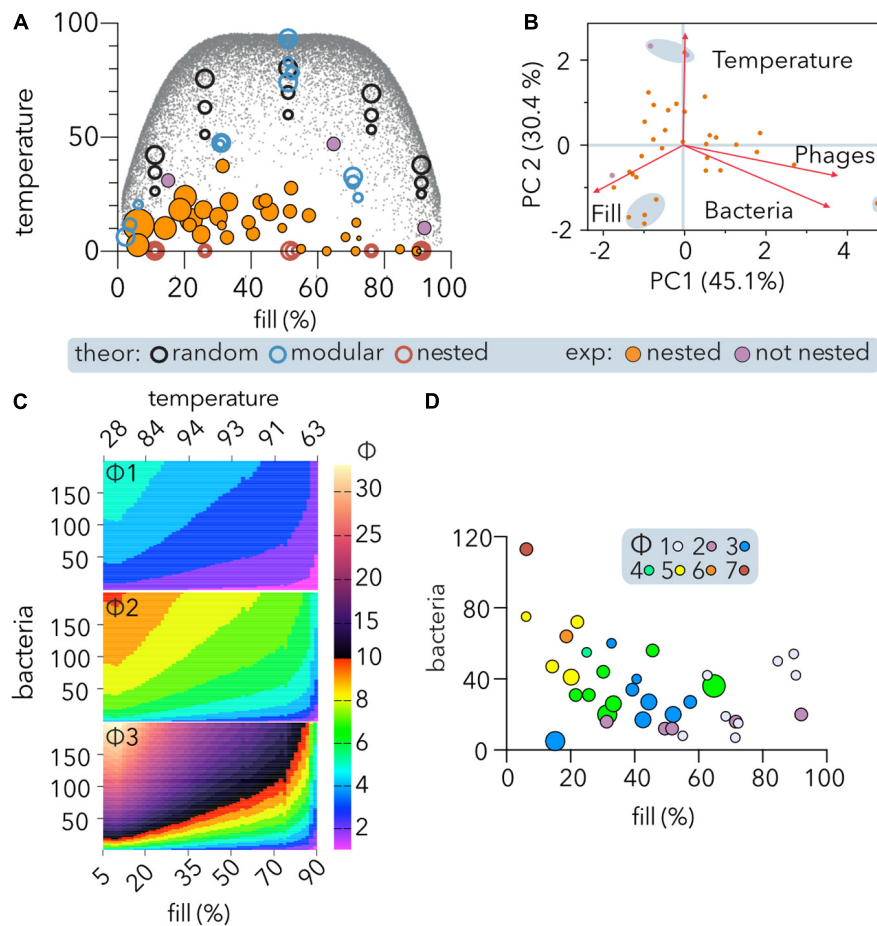 A
100
50
0
temperature
0 20 40 60 80 100
fill (%)
B
2
0
-2
PC 2 (30.4 %)
Temperature
Phages
Bacteria
Fill
-2 0 2 4
PC1 (45.1%)
theor: random modular nested exp: nested not nested
C
temperature
28 84 94 93 91 63
Φ
Φ1
150
100
50
Φ2
150
100
50
Φ3
150
100
50
bacteria
30
25
20
15
10
8
6
4
2
5 20 35 50 70 90
fill (%)
D
Φ 1 2 3
4 5 6 7
120
80
40
0
bacteria
0 20 40 60 80 100
fill (%)